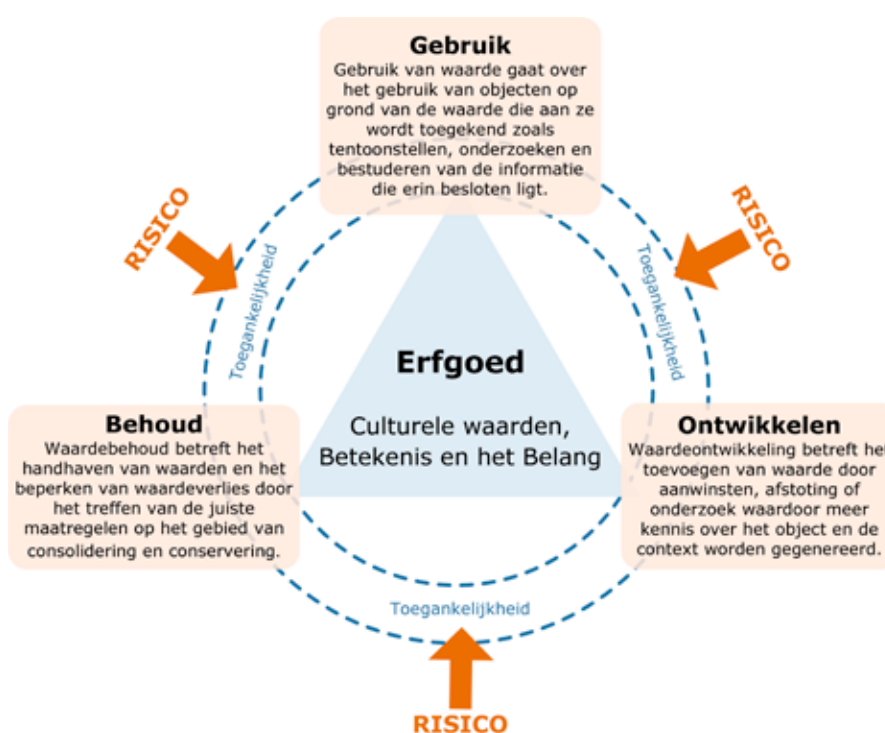 Gebruik
Gebruik van waarde gaat over
het gebruik van objecten op
grond van de waarde die aan ze
wordt toegekend zoals
tentoonstellen, onderzoeken en
bestuderen van de informatie
die erin besloten ligt.
RISICO
RISICO
Toegankelijkheid
Toegankelijkheid
Erfgoed
Culturele waarden,
Betekenis en het Belang
Behoud
Waardebehoud betreft het
handhaven van waarden en het
beperken van waardeverlies door
het treffen van de juiste
maatregelen op het gebied van
consolidering en conservering.
Ontwikkelen
Waardeontwikkeling betreft het
toevoegen van waarde door
aanwinsten, afstoting of
onderzoek waardoor meer
kennis over het object en de
context worden gegenereerd.
Toegankelijkheid
RISICO